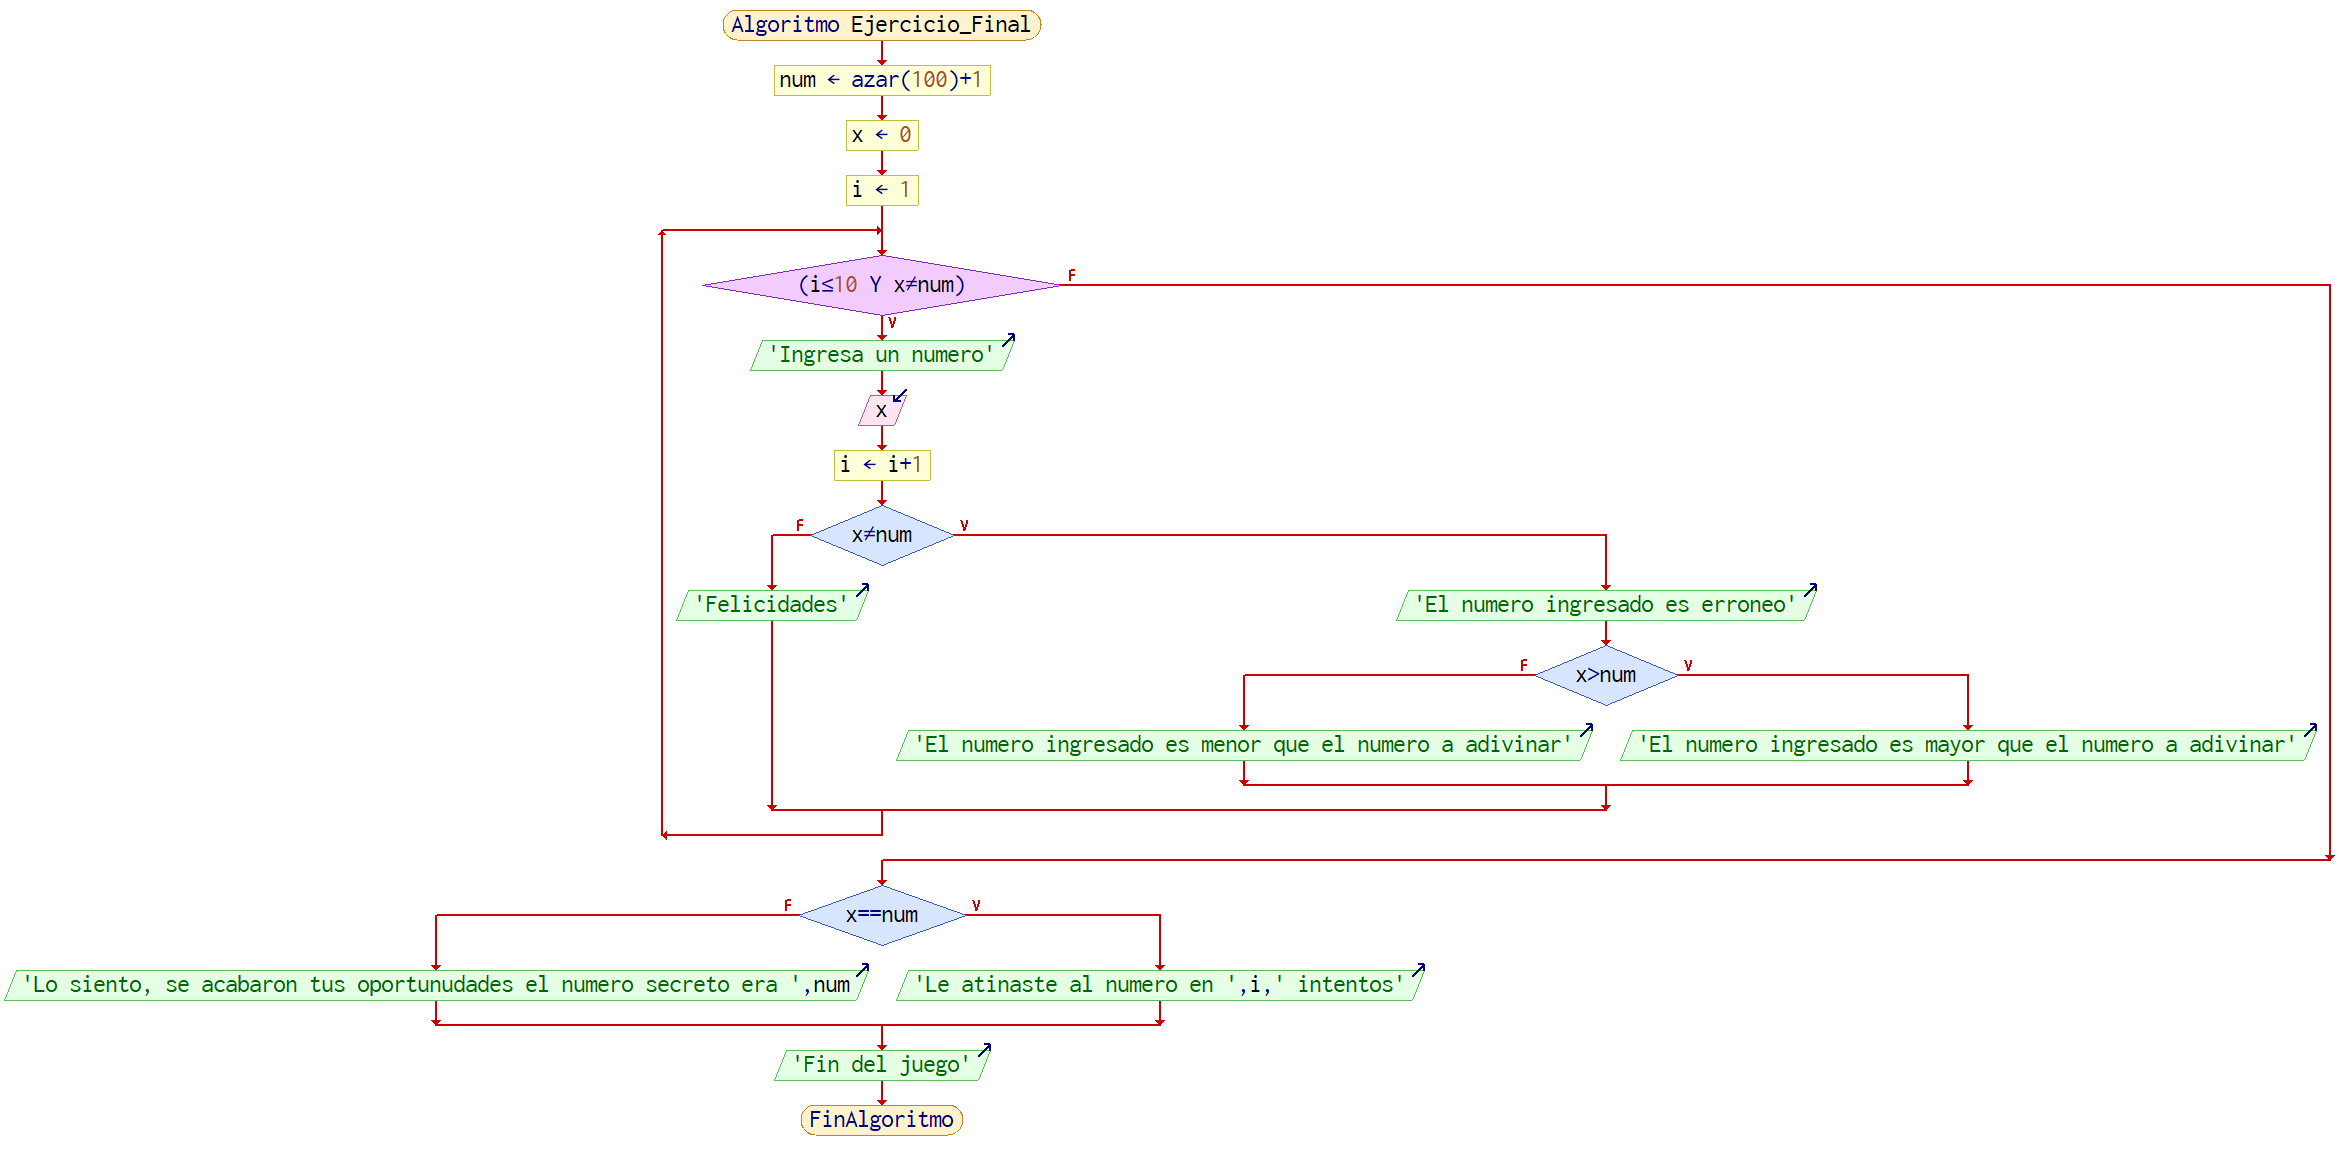 Algoritmo Ejercicio_Final
num ← azar(100)+1
x ← 0
i ← 1
(i≤10 Y x≠num)
F
V
'Ingresa un numero'
x
i ← i+1
x≠num
F
V
'Felicidades'
'El numero ingresado es erroneo'
x>num
F
V
'El numero ingresado es menor que el numero a adivinar'
'El numero ingresado es mayor que el numero a adivinar'
x==num
F
V
'Lo siento, se acabaron tus oportunudades el numero secreto era ',num
'Le atinaste al numero en ',i,' intentos'
'Fin del juego'
FinAlgoritmo